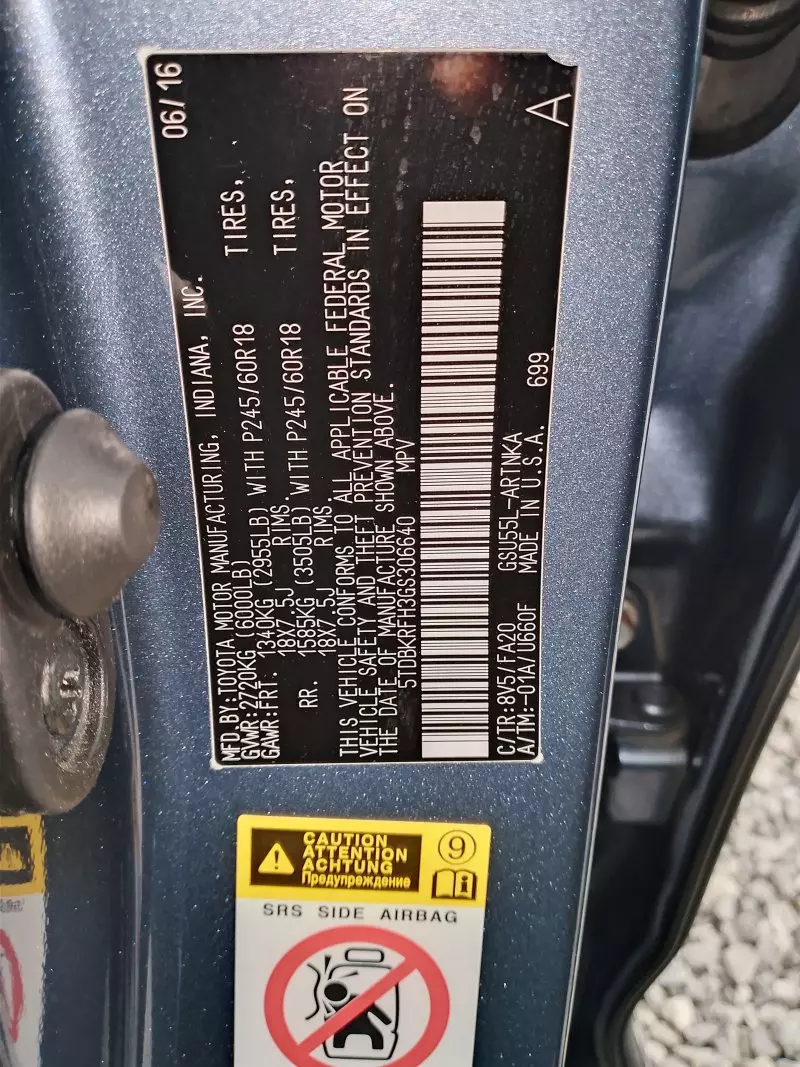 06/16
MFD.BY:TOYOTA MOTOR MANUFACTURING, INDIANA, INC.
GVWR:2720KG (6000LB)
GAWR:FRT. 1340KG (2955LB) WITH P245/60R18 TIRES,
18X7.5J RIMS.
RR. 1585KG (3505LB) WITH P245/60R18 TIRES,
18X7.5J RIMS.
THIS VEHICLE CONFORMS TO ALL APPLICABLE FEDERAL MOTOR
VEHICLE SAFETY AND THEFT PREVENTION STANDARDS IN EFFECT ON
THE DATE OF MANUFACTURE SHOWN ABOVE.
5TDBKRFH3GS306640 MPV
A
C/TR:8V51/FA20 GSU55L-ARTNKA 699
A/TM:-01A/U660F MADE IN U.S.A.
CAUTION
ATTENTION
ACHTUNG
Предупреждение
9
i
SRS SIDE AIRBAG